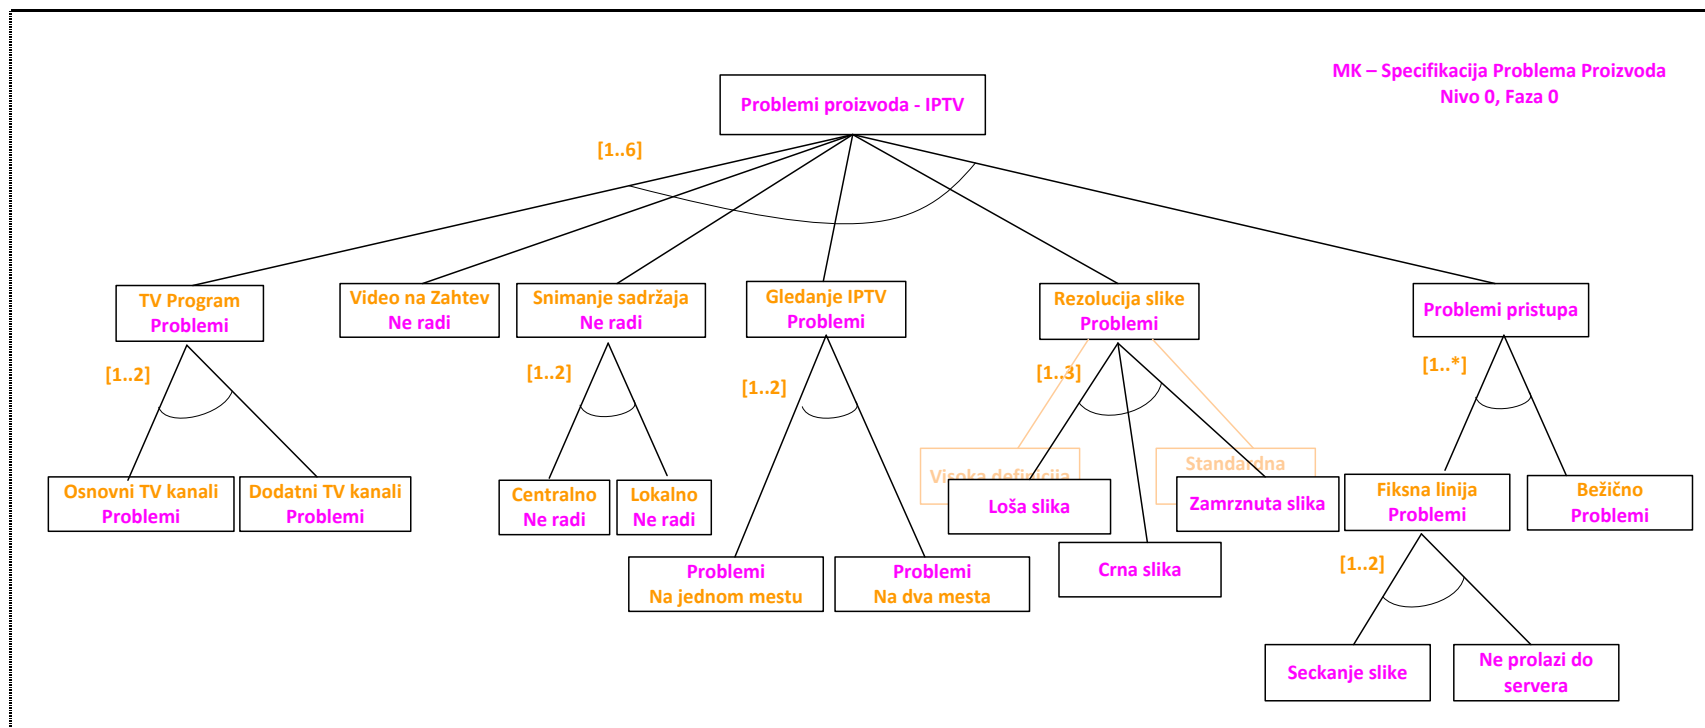 MK – Specifikacija Problema Proizvoda
Nivo 0, Faza 0
Problemi proizvoda - IPTV
[1..6]
TV Program
Problemi
Video na Zahtev
Ne radi
Snimanje sadržaja
Ne radi
Gledanje IPTV
Problemi
Rezolucija slike
Problemi
Problemi pristupa
[1..2]
[1..2]
[1..2]
[1..3]
[1..*]
Osnovni TV kanali
Problemi
Dodatni TV kanali
Problemi
Centralno
Ne radi
Lokalno
Ne radi
Visoka definicija
Standardna
Loša slika
Zamrznuta slika
Fiksna linija
Problemi
Bežično
Problemi
Problemi
Na jednom mestu
Problemi
Na dva mesta
Crna slika
[1..2]
Seckanje slike
Ne prolazi do
servera